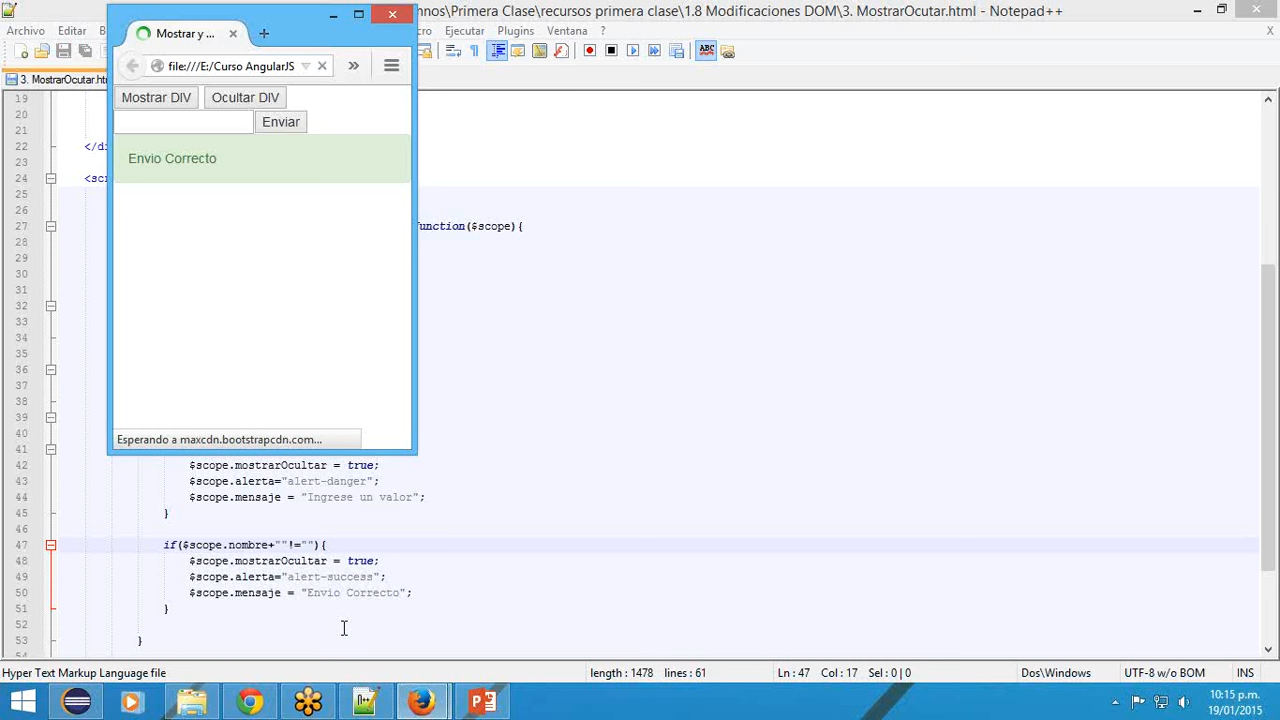 nnos\Primera Clase\recursos primera clase\1.8 Modificaciones DOM\3. MostrarOcutar.html - Notepad++
Archivo Editar B cro Ejecutar Plugins Ventana ? X
3. MostrarOcutar.htm
Mostrar y ...
file:///E:/Curso AngularJS
Mostrar DIV Ocultar DIV
Enviar
Envio Correcto
Esperando a maxcdn.bootstrapcdn.com...
19
20
21
22 </di
23
24 <scr
25
26
27 function($scope){
28
29
30
31
32
33
34
35
36
37
38
39
40
41
42 $scope.mostrarOcultar = true;
43 $scope.alerta="alert-danger";
44 $scope.mensaje = "Ingrese un valor";
45 }
46
47 if($scope.nombre+""!=""){
48 $scope.mostrarOcultar = true;
49 $scope.alerta="alert-success";
50 $scope.mensaje = "Envio Correcto";
51 }
52
53 }
54
Hyper Text Markup Language file length : 1478 lines : 61 Ln : 47 Col : 17 Sel : 0 | 0 Dos\Windows UTF-8 w/o BOM INS
10:15 p.m.
19/01/2015